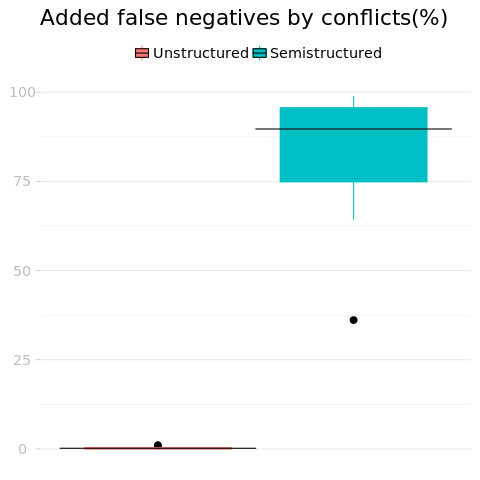 Added false negatives by conflicts(%)
Unstructured Semistructured
100
75
50
25
0